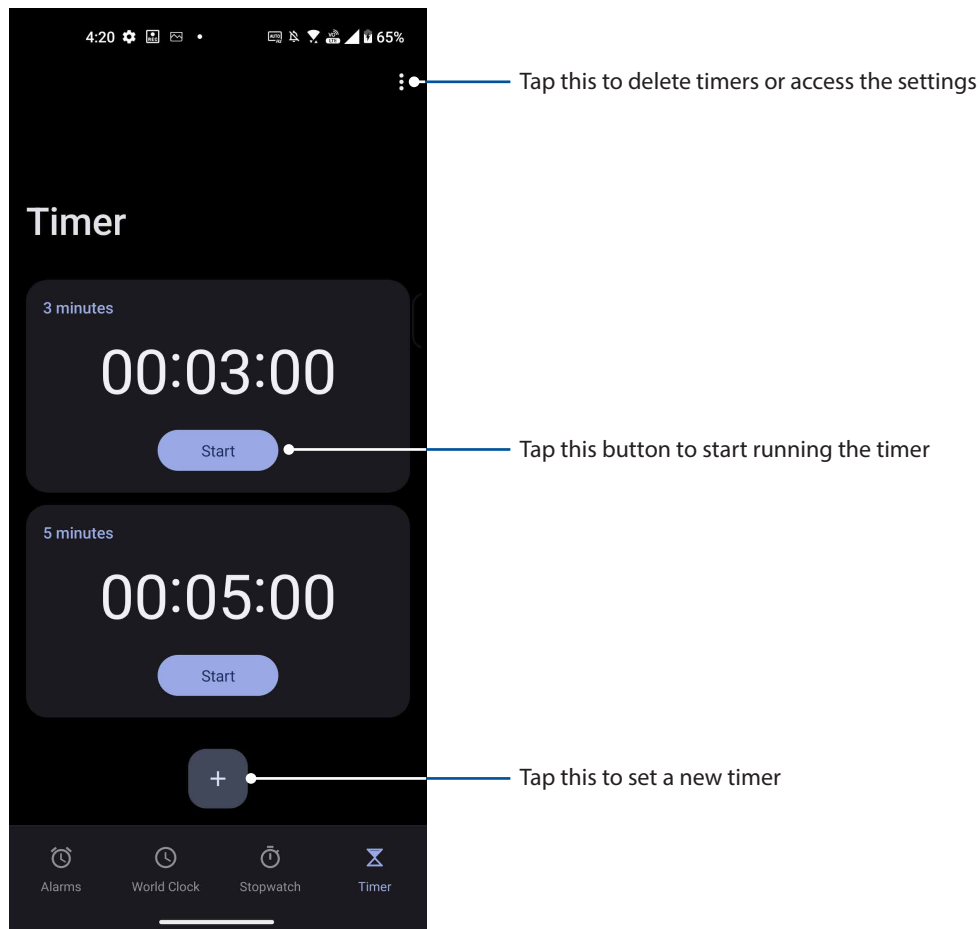 4:20
65%
Tap this to delete timers or access the settings
Timer
3 minutes
00:03:00
Start
Tap this button to start running the timer
5 minutes
00:05:00
Start
+
Tap this to set a new timer
Alarms World Clock Stopwatch Timer